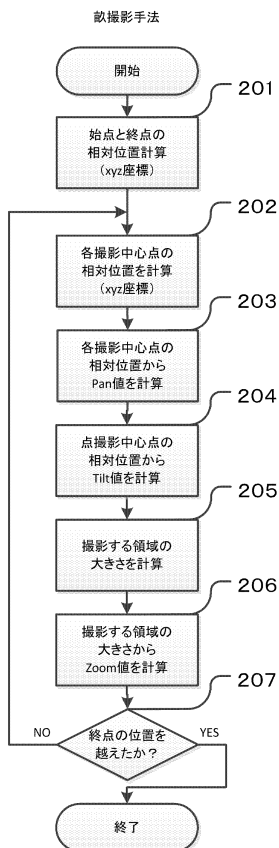 畝撮影手法
開始
201
始点と終点の
相対位置計算
(xyz座標)
202
各撮影中心点の
相対位置を計算
(xyz座標)
203
各撮影中心点の
相対位置から
Pan値を計算
204
点撮影中心点の
相対位置から
Tilt値を計算
205
撮影する領域の
大きさを計算
206
撮影する領域の
大きさから
Zoom値を計算
207
終点の位置を
越えたか？
NO
YES
終了